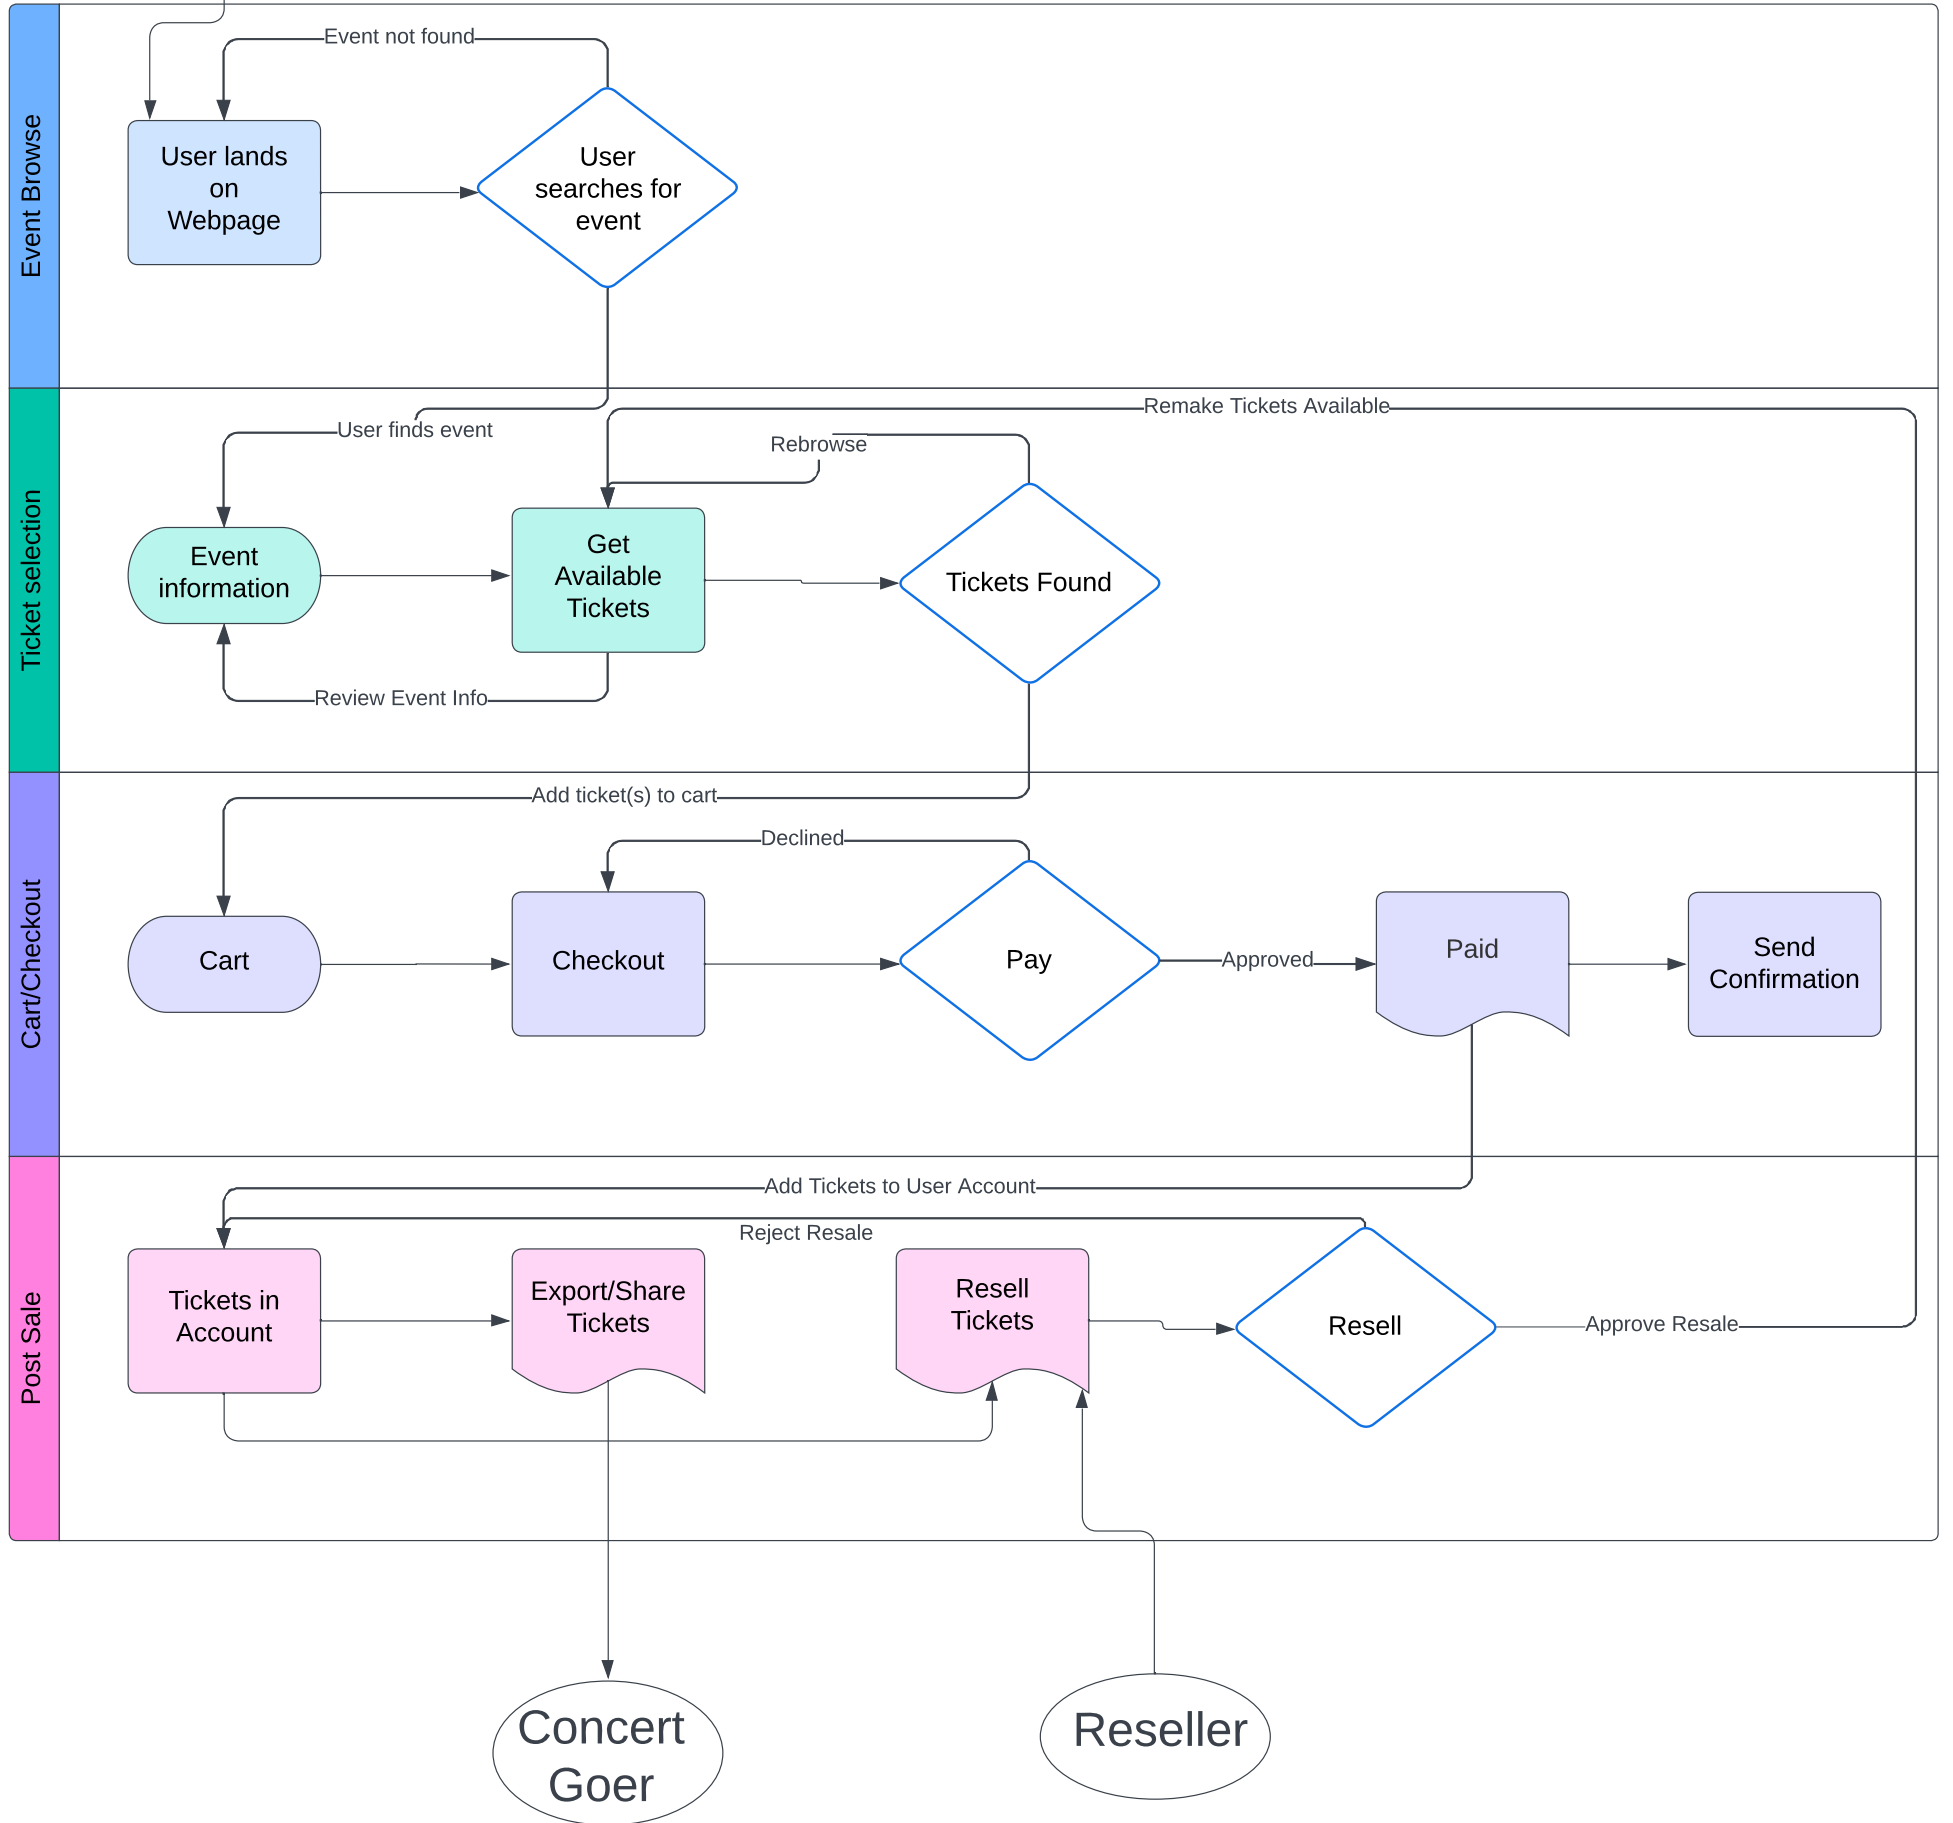 Event Browse
Event not found
User lands
on
Webpage
User
searches for
event
Ticket selection
User finds event
Remake Tickets Available
Rebrowse
Event
information
Get
Available
Tickets
Tickets Found
Review Event Info
Cart/Checkout
Add ticket(s) to cart
Declined
Cart
Checkout
Pay
Approved
Paid
Send
Confirmation
Post Sale
Add Tickets to User Account
Reject Resale
Tickets in
Account
Export/Share
Tickets
Resell
Tickets
Resell
Approve Resale
Concert
Goer
Reseller